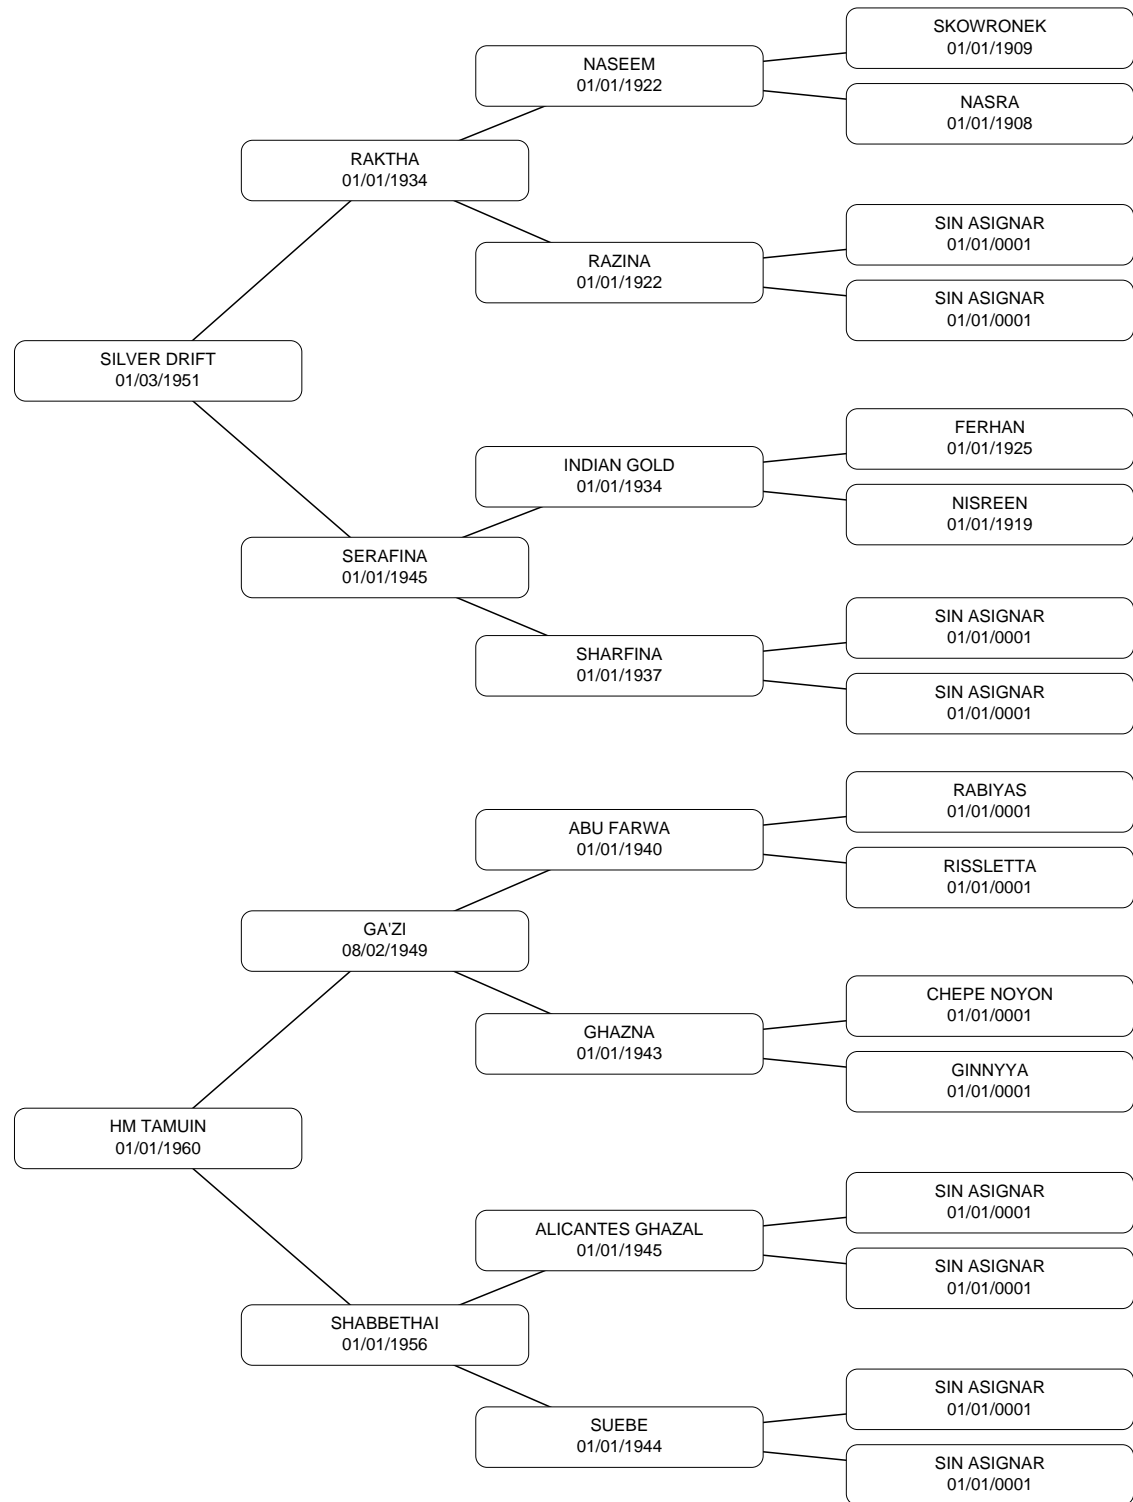 SKOWRONEK
01/01/1909
NASEEM
01/01/1922
NASRA
01/01/1908
RAKTHA
01/01/1934
SIN ASIGNAR
01/01/0001
RAZINA
01/01/1922
SIN ASIGNAR
01/01/0001
SILVER DRIFT
01/03/1951
FERHAN
01/01/1925
INDIAN GOLD
01/01/1934
NISREEN
01/01/1919
SERAFINA
01/01/1945
SIN ASIGNAR
01/01/0001
SHARFINA
01/01/1937
SIN ASIGNAR
01/01/0001
RABIYAS
01/01/0001
ABU FARWA
01/01/1940
RISSLETTA
01/01/0001
GA'ZI
08/02/1949
CHEPE NOYON
01/01/0001
GHAZNA
01/01/1943
GINNYYA
01/01/0001
HM TAMUIN
01/01/1960
SIN ASIGNAR
01/01/0001
ALICANTES GHAZAL
01/01/1945
SIN ASIGNAR
01/01/0001
SHABBETHAI
01/01/1956
SIN ASIGNAR
01/01/0001
SUEBE
01/01/1944
SIN ASIGNAR
01/01/0001